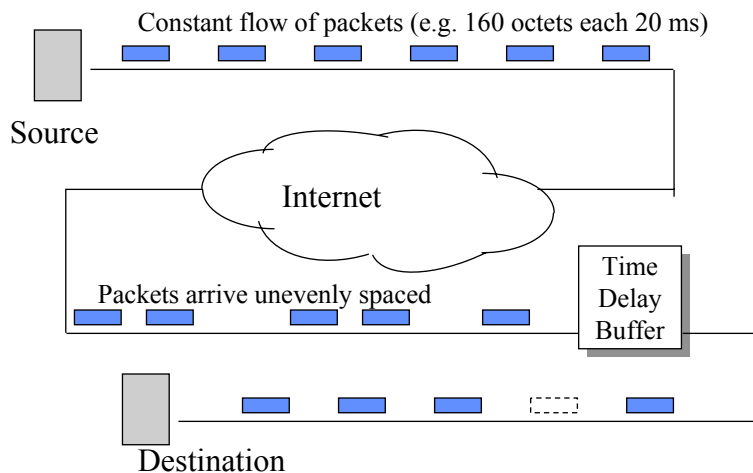 Constant flow of packets (e.g. 160 octets each 20 ms)
Source
Internet
Packets arrive unevenly spaced
Time
Delay
Buffer
Destination